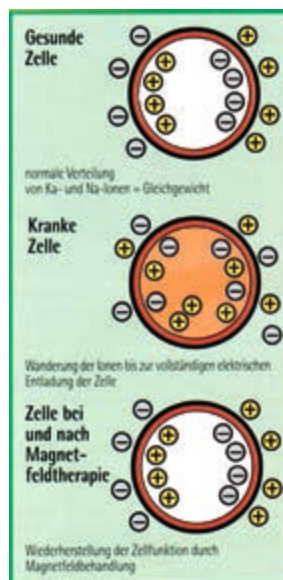 Gesunde
Zelle
normale Verteilung
von Ka- und Na-Ionen = Gleichgewicht
Kranke
Zelle
Wanderung der Ionen bis zur vollständigen elektrischen
Entladung der Zelle
Zelle bei
und nach
Magnet-
feldtherapie
Wiederherstellung der Zellfunktion durch
Magnetfeldbehandlung